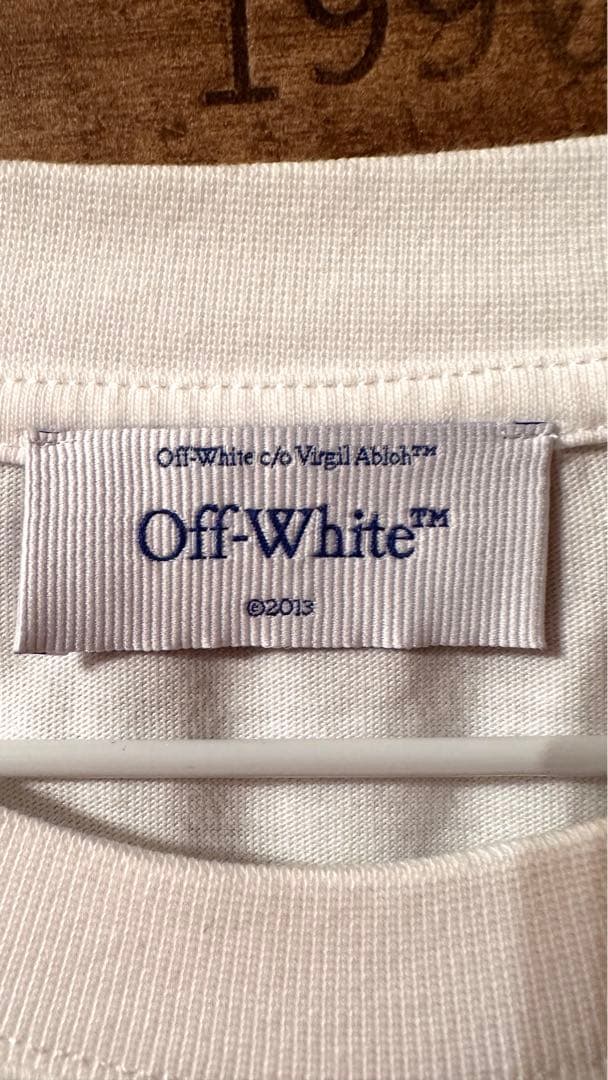 Off-White c/o Virgil Abloh™
Off-White™
©2013